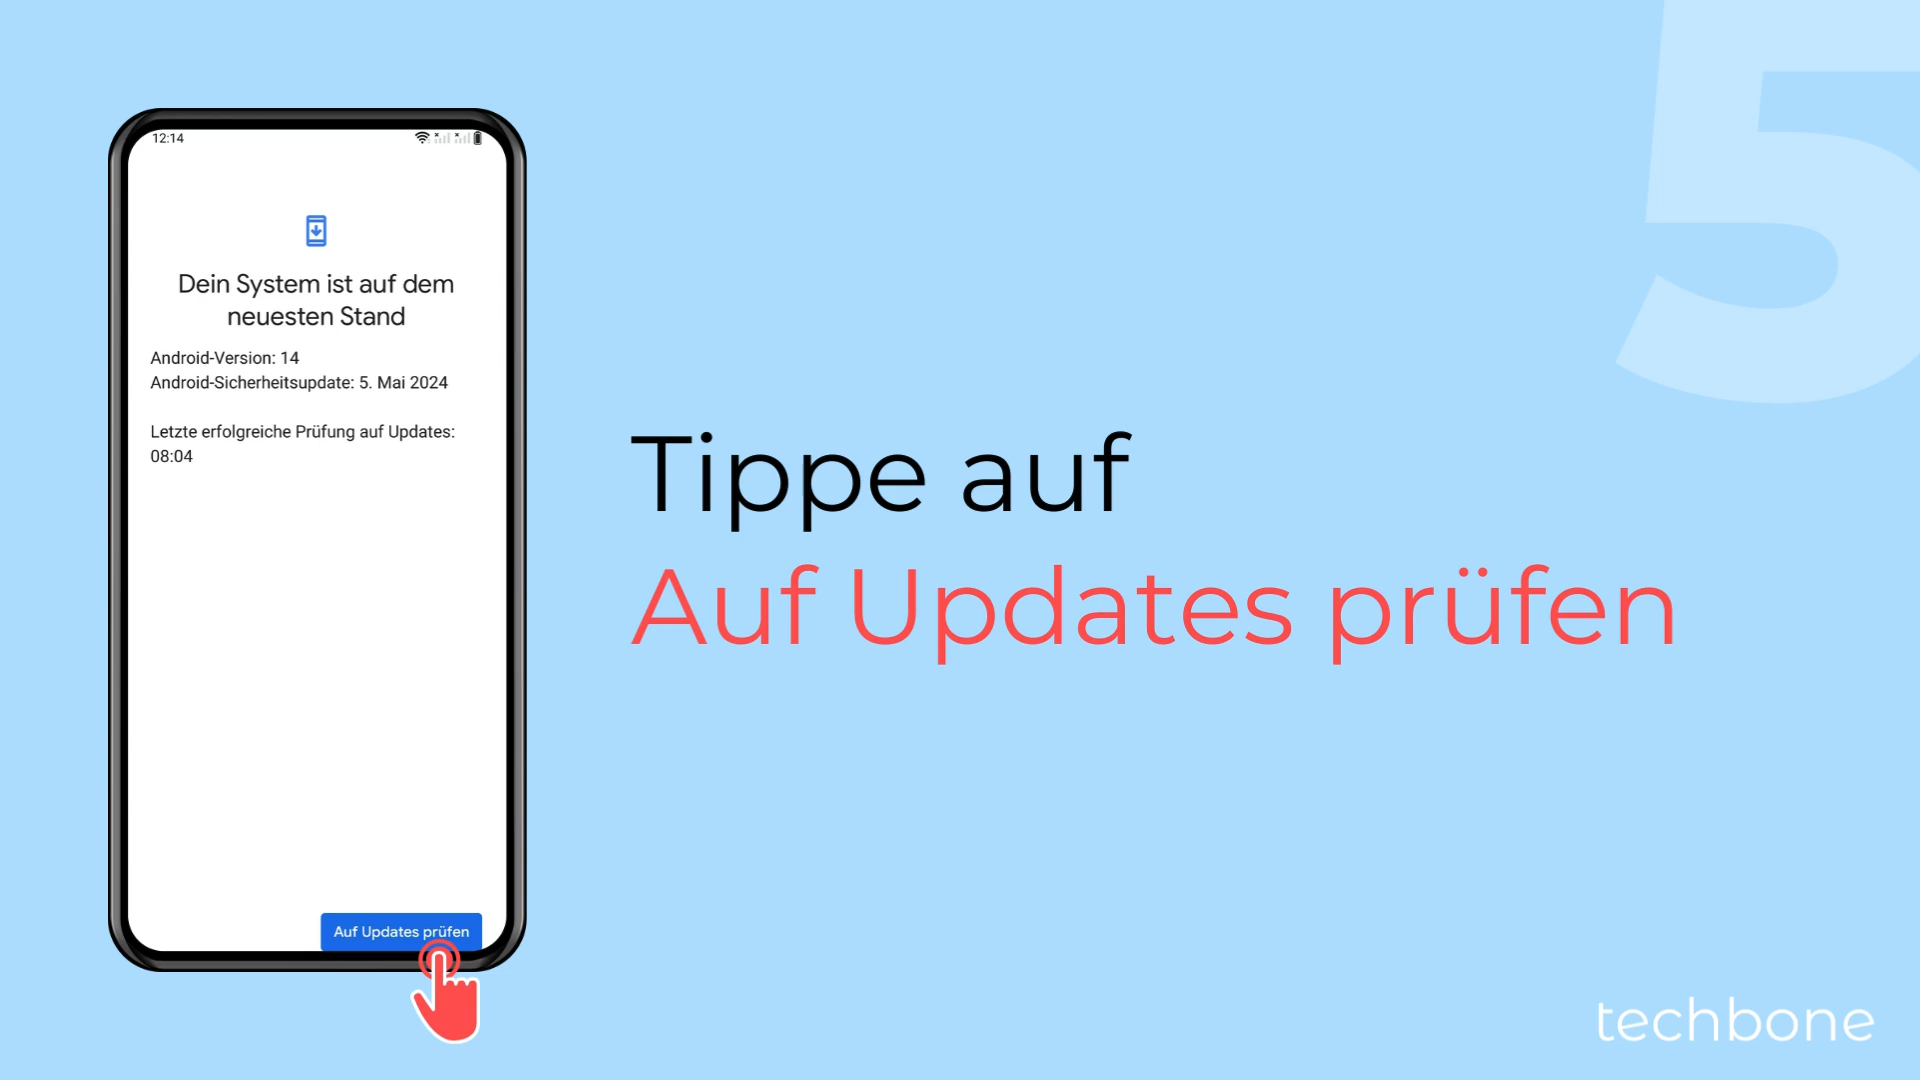 5
12:14
Dein System ist auf dem
neuesten Stand
Android-Version: 14
Android-Sicherheitsupdate: 5. Mai 2024
Letzte erfolgreiche Prüfung auf Updates:
08:04
Auf Updates prüfen
Tippe auf
Auf Updates prüfen
techbone